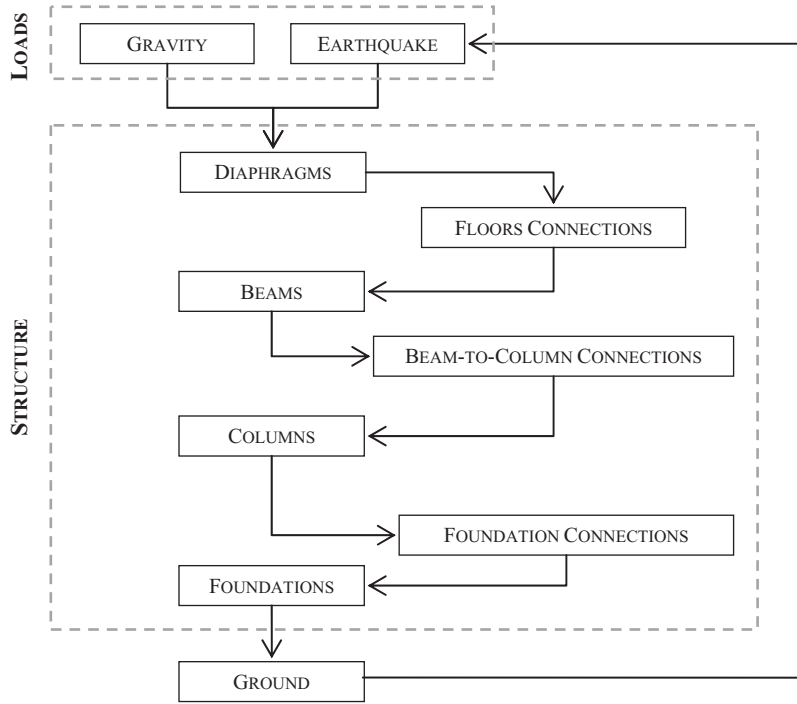 LOADS
GRAVITY
EARTHQUAKE
STRUCTURE
DIAPHRAGMS
FLOORS CONNECTIONS
BEAMS
BEAM-TO-COLUMN CONNECTIONS
COLUMNS
FOUNDATION CONNECTIONS
FOUNDATIONS
GROUND